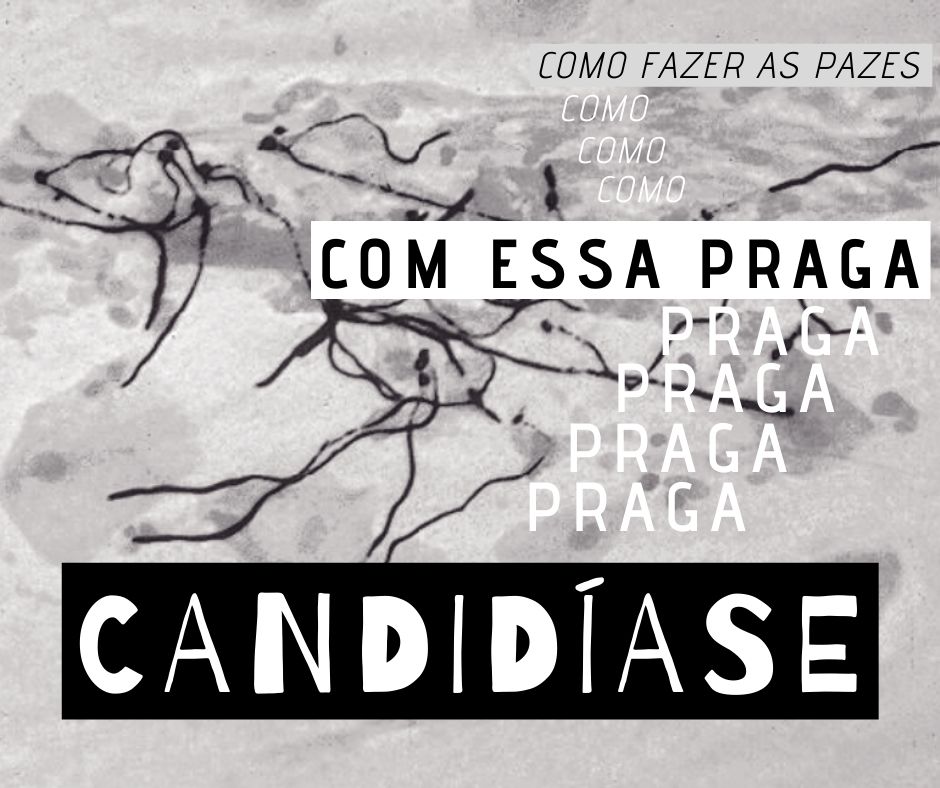 COMO FAZER AS PAZES
COMO
COMO
COMO
COM ESSA PRAGA
PRAGA
PRAGA
PRAGA
PRAGA
CANDIDÍASE